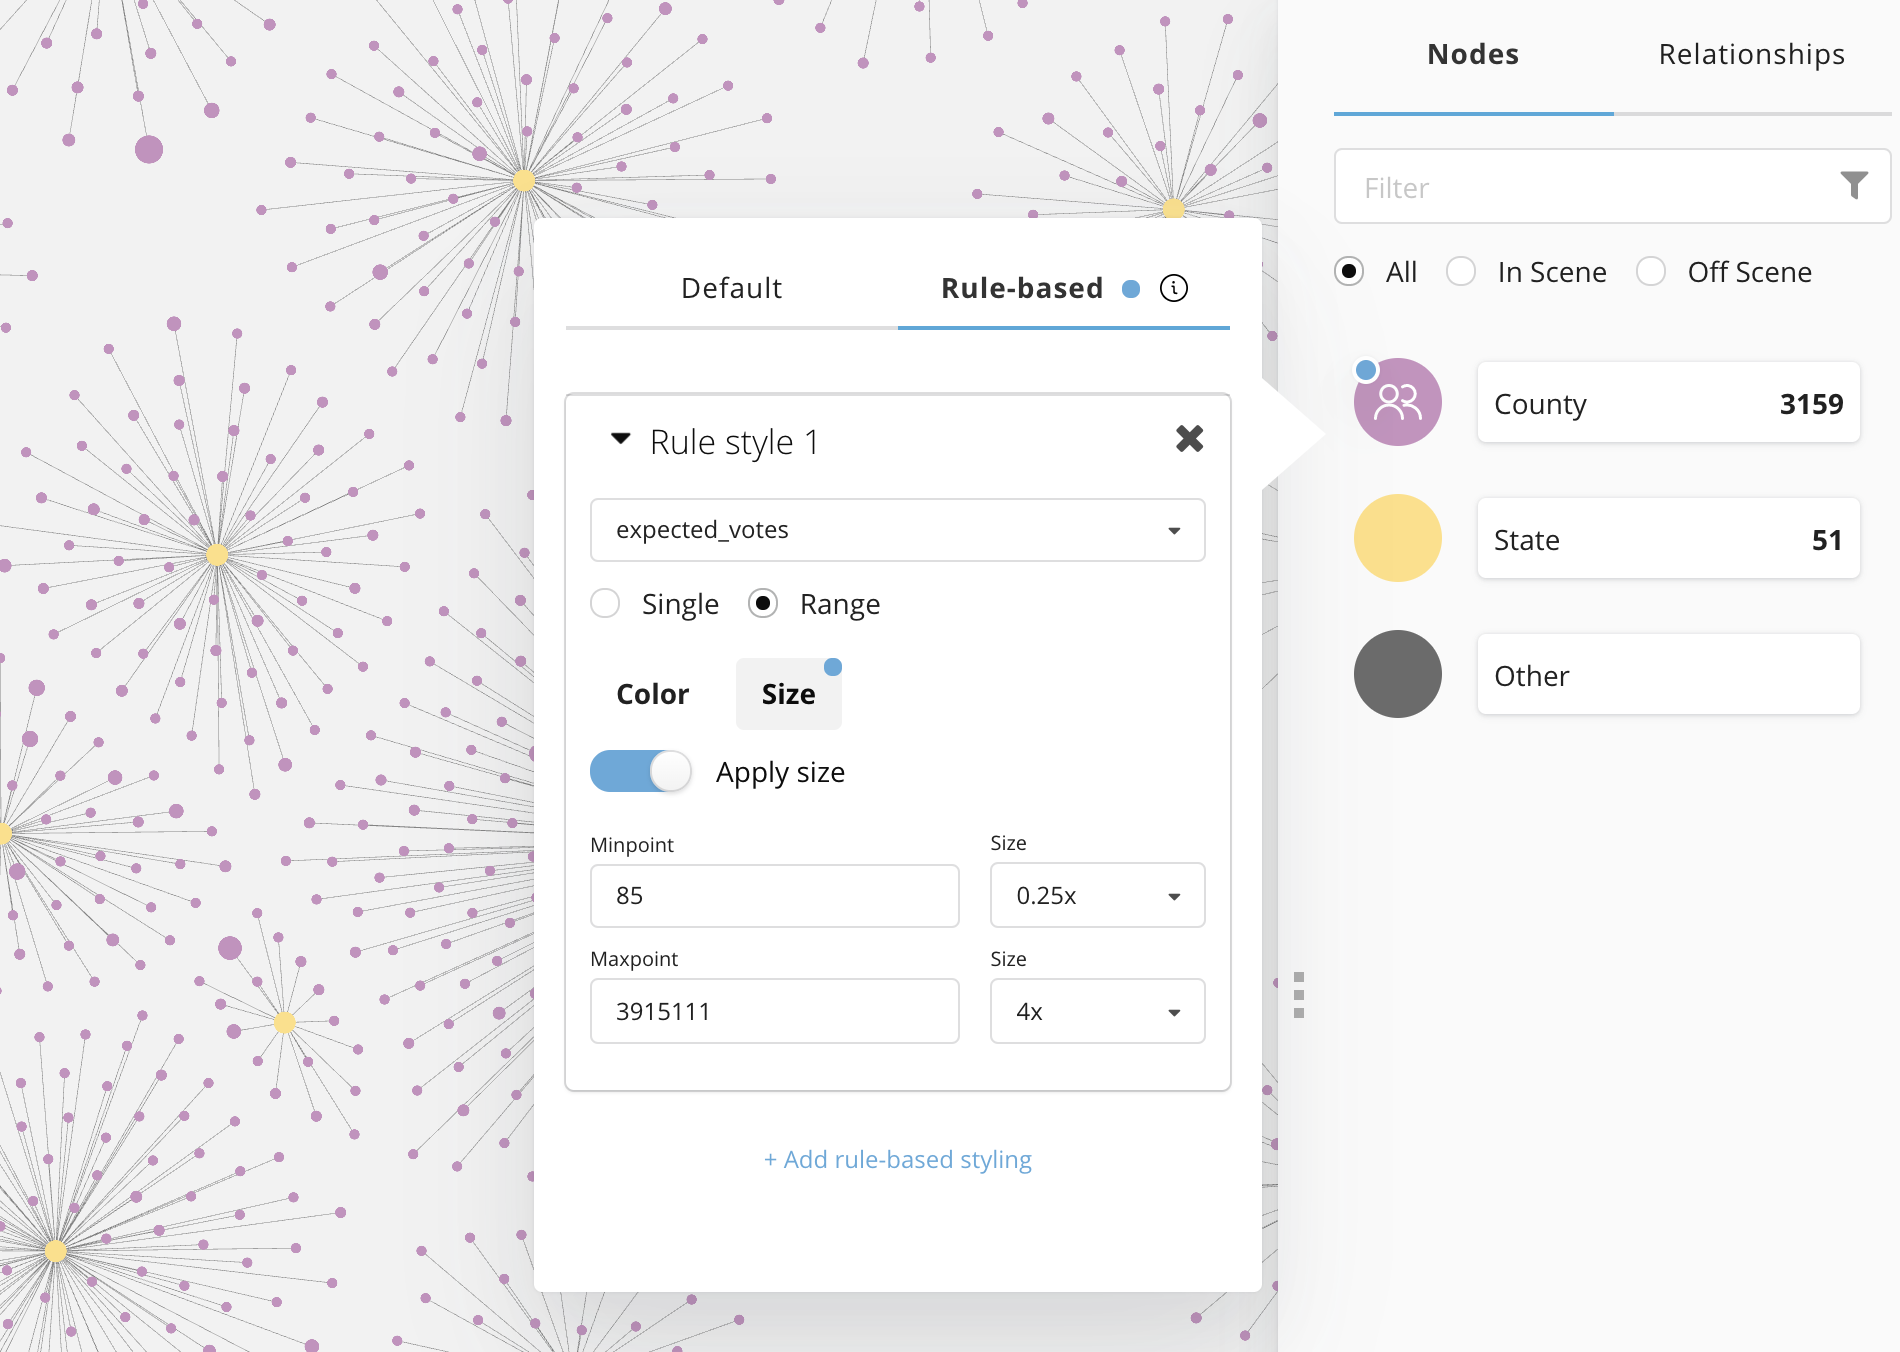 Nodes
Relationships
Filter
All
In Scene
Off Scene
County 3159
State 51
Other
Default
Rule-based
Rule style 1
expected_votes
Single
Range
Color
Size
Apply size
Minpoint
Size
85
0.25x
Maxpoint
Size
3915111
4x
+ Add rule-based styling